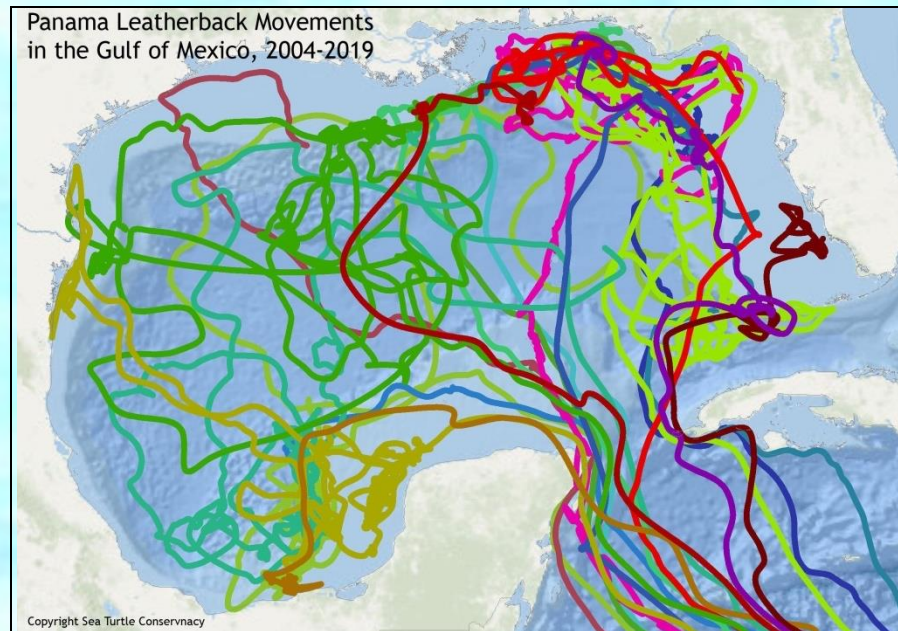 Panama Leatherback Movements
in the Gulf of Mexico, 2004-2019
Copyright Sea Turtle Conservnacy